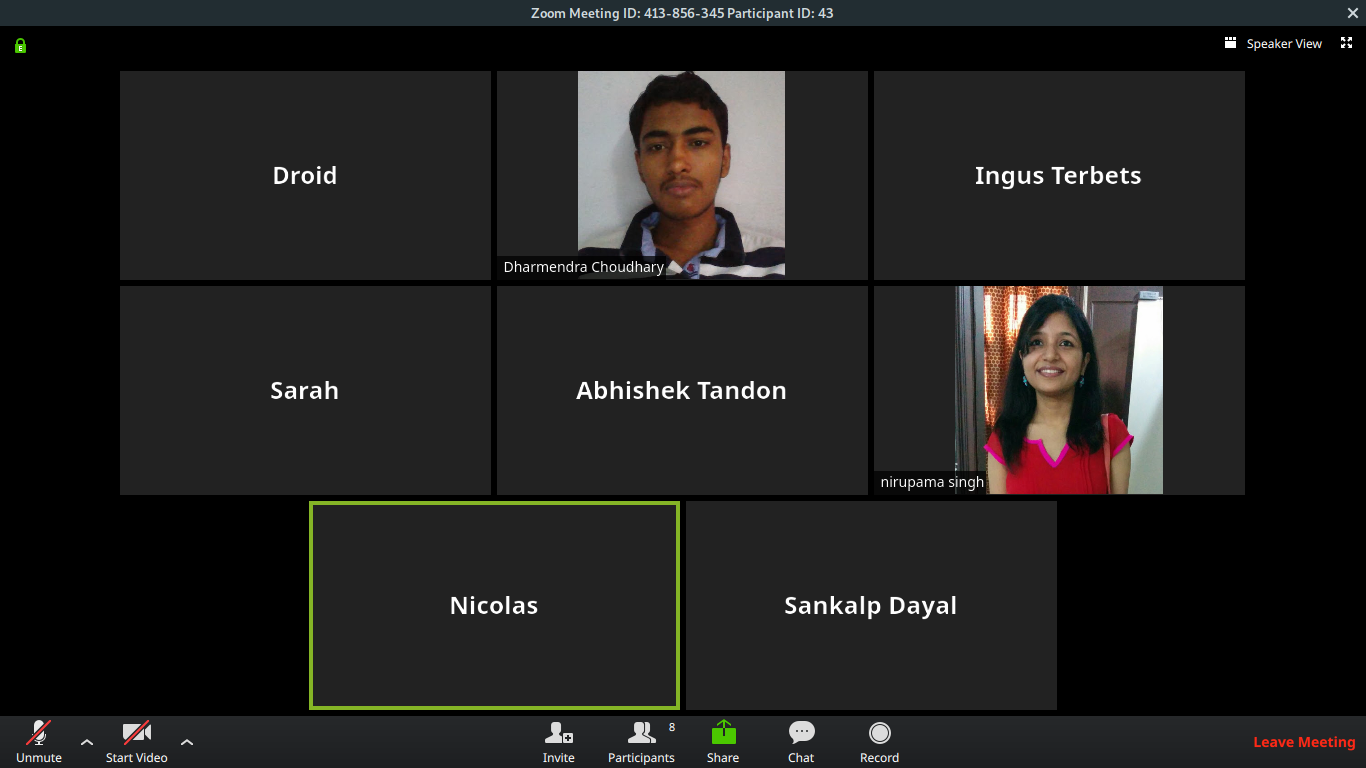 Zoom Meeting ID: 413-856-345 Participant ID: 43
Speaker View
Droid
Dharmendra Choudhary
Ingus Terbets
Sarah
Abhishek Tandon
nirupama singh
Nicolas
Sankalp Dayal
8
Unmute
Start Video
Invite
Participants
Share
Chat
Record
Leave Meeting